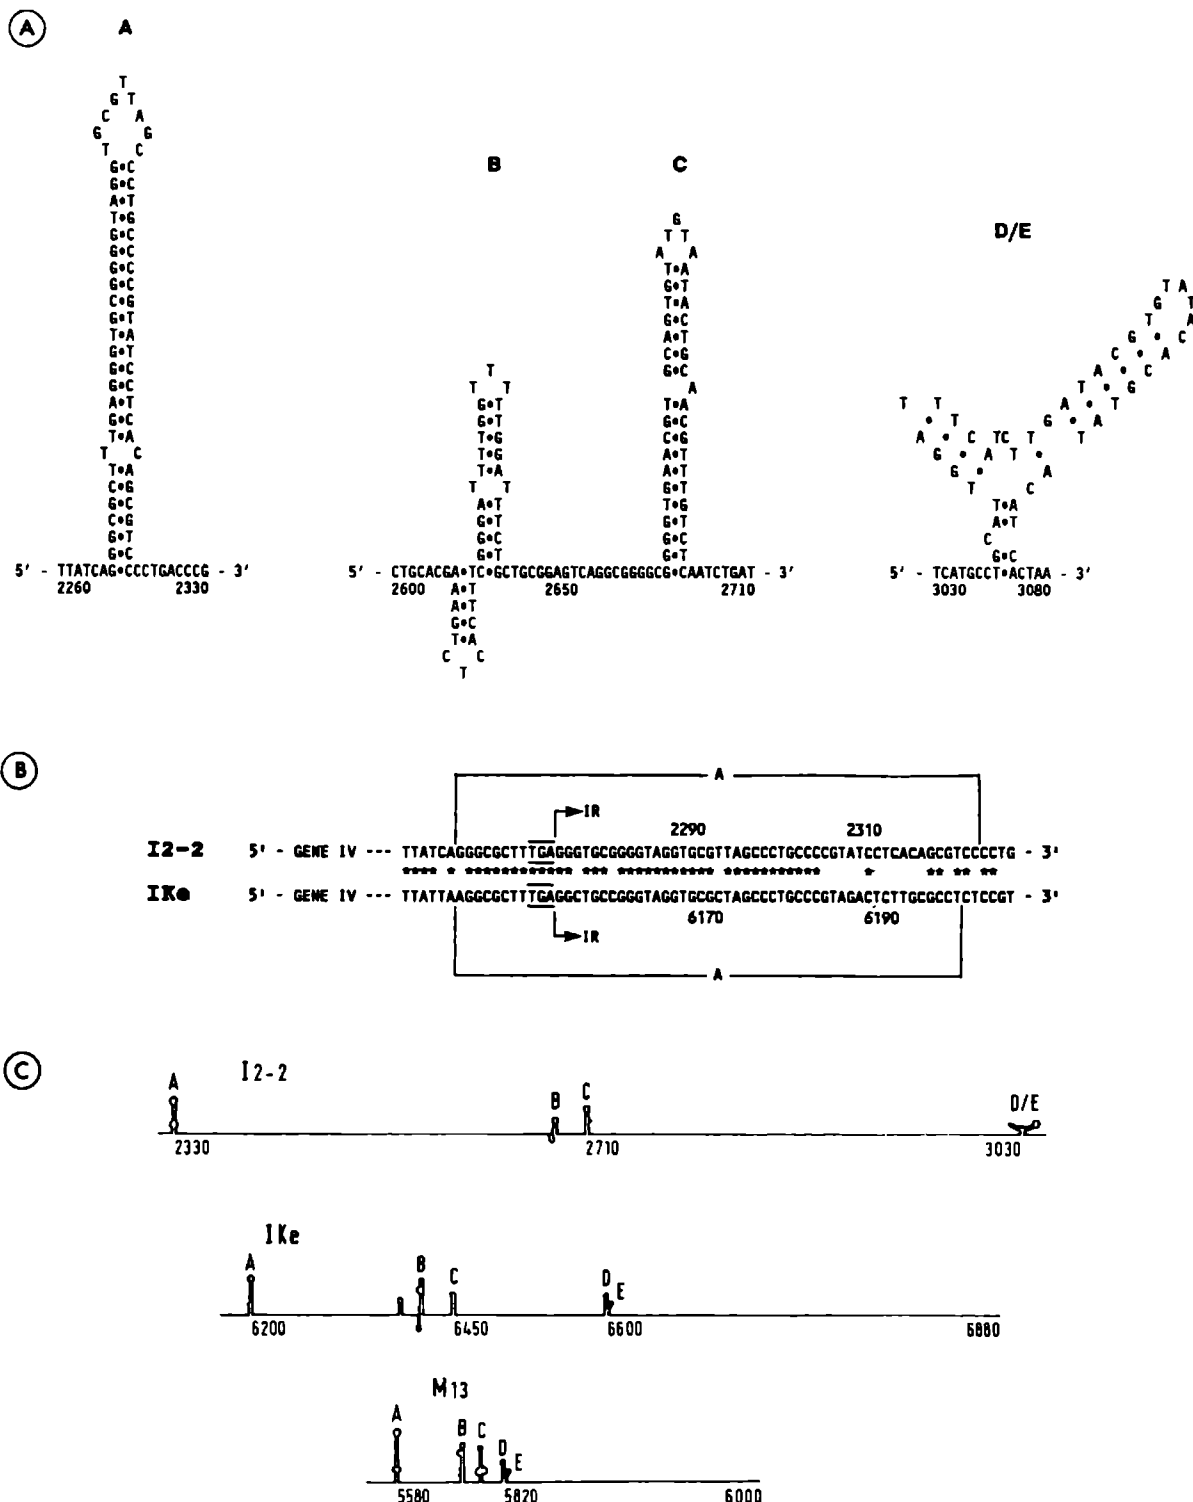 A
A
T
G T
C A
G G
T C
G•C
G•C
A•T
T•G
G•C
G•C
G•C
G•C
C•G
G•T
T•A
G•T
G•C
G•C
A•T
G•C
T•A
T C
T•A
C•G
G•C
C•G
T•G
G•C
5' - TTATCAG•CCCTGACCCG - 3'
2260 2330
B
T
T T
G•T
G•T
T•G
T•G
T•A
T T
A•T
G•T
G•C
G•T
5' - CTGCACGA•TC•GCTGCGGAGTCAGGCGGGGCG•CAATCTGAT - 3'
2600 2650 2710
A•T
A•T
G•C
T•A
C C
T
C
G
T T
A A
T•A
G•T
T•A
G•C
A•T
C•G
G•C
A
T•A
G•C
C•G
A•T
A•T
G•T
T•G
G•T
G•C
G•T
D/E
T A
G T
T • A
G • C
C • A
A • C
T • G
A • T
G • A
T
T T
• T
A • C TC T
G • A T •
G • A
T C
T•A
A•T
C
G•C
5' - TCATGCCT•ACTAA - 3'
3030 3080
B
A
IR
2290 2310
I2-2 5' - GENE IV --- TTATCAGGGCGCTTTGAGGGTGCGGGGTAGGTGCGTTAGCCCTGCCCCGTATCCTCACAGCGTCCCCTG - 3'
IKe 5' - GENE IV --- TTATTAAGGCGCTTTGAGGCTGCCGGGTAGGTGCGCTAGCCCTGCCCGTAGACTCTTGCGCCTCTCCGT - 3'
6170 6190
IR
A
C
I2-2
A B C D/E
2330 2710 3030
IKe
A B C D E
6200 6450 6600 6880
M13
A B C D E
5580 5820 6000